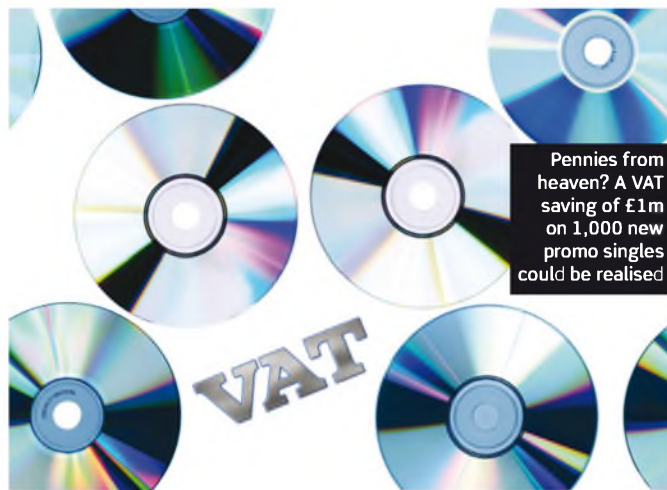 Pennies from
heaven? A VAT
saving of £1m
on 1,000 new
promo singles
could be realised
VAT